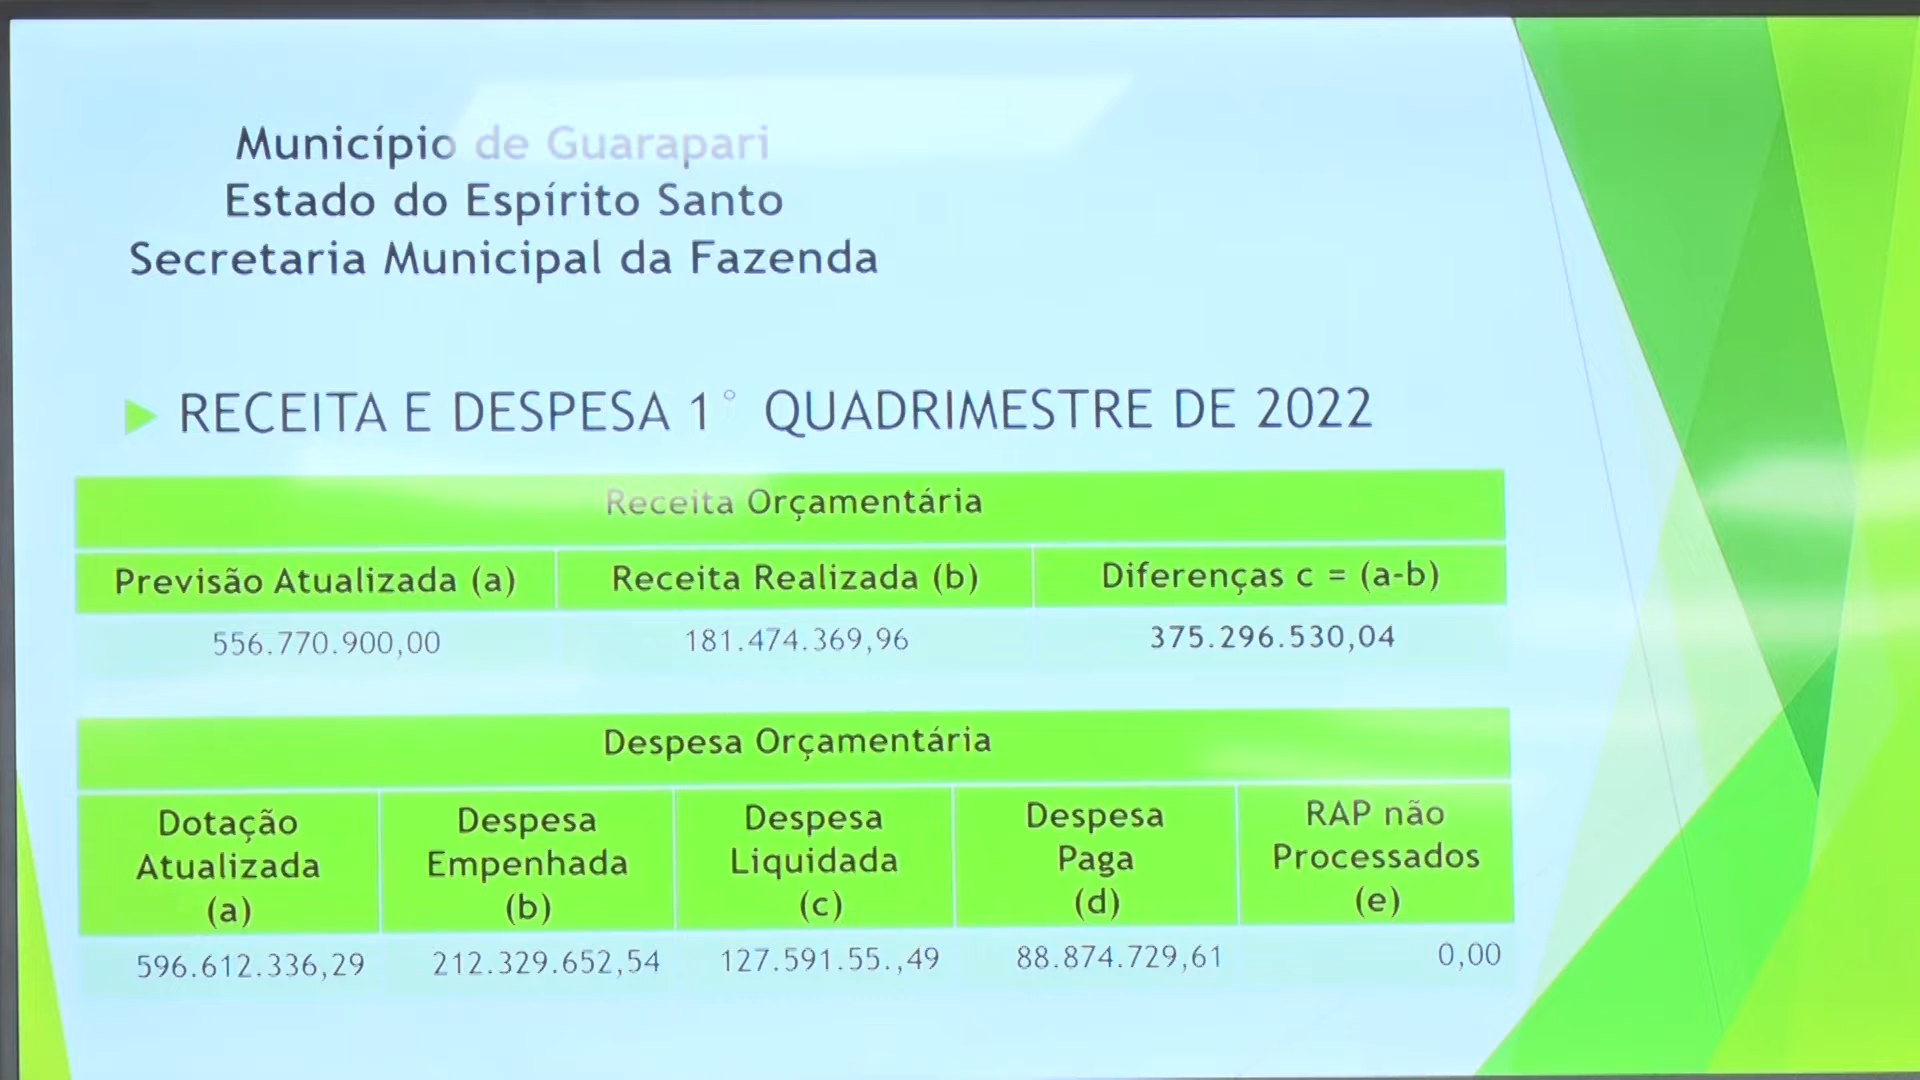 Município de Guarapari
Estado do Espírito Santo
Secretaria Municipal da Fazenda
RECEITA E DESPESA 1° QUADRIMESTRE DE 2022
Receita Orçamentária
Previsão Atualizada (a) Receita Realizada (b) Diferenças c = (a-b)
556.770.900,00 181.474.369,96 375.296.530,04
Despesa Orçamentária
Dotação Atualizada (a) Despesa Empenhada (b) Despesa Liquidada (c) Despesa Paga (d) RAP não Processados (e)
596.612.336,29 212.329.652,54 127.591.55.,49 88.874.729,61 0,00